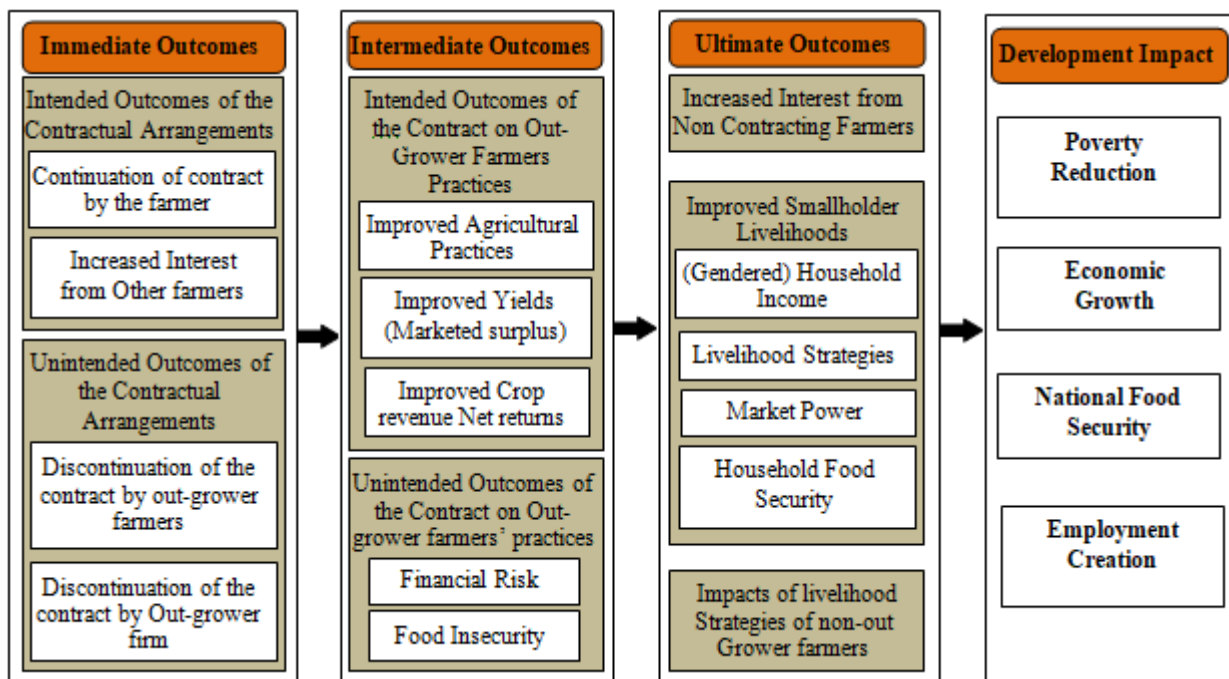 Immediate Outcomes
Intended Outcomes of the
Contractual Arrangements
Continuation of contract
by the farmer
Increased Interest
from Other farmers
Unintended Outcomes of
the Contractual
Arrangements
Discontinuation of the
contract by out-grower
farmers
Discontinuation of the
contract by Out-grower
firm
Intermediate Outcomes
Intended Outcomes of
the Contract on Out-
Grower Farmers
Practices
Improved Agricultural
Practices
Improved Yields
(Marketed surplus)
Improved Crop
revenue Net returns
Unintended Outcomes of
the Contract on Out-
grower farmers’ practices
Financial Risk
Food Insecurity
Ultimate Outcomes
Increased Interest from
Non Contracting Farmers
Improved Smallholder
Livelihoods
(Gendered) Household
Income
Livelihood Strategies
Market Power
Household Food
Security
Impacts of livelihood
Strategies of non-out
Grower farmers
Development Impact
Poverty
Reduction
Economic
Growth
National Food
Security
Employment
Creation